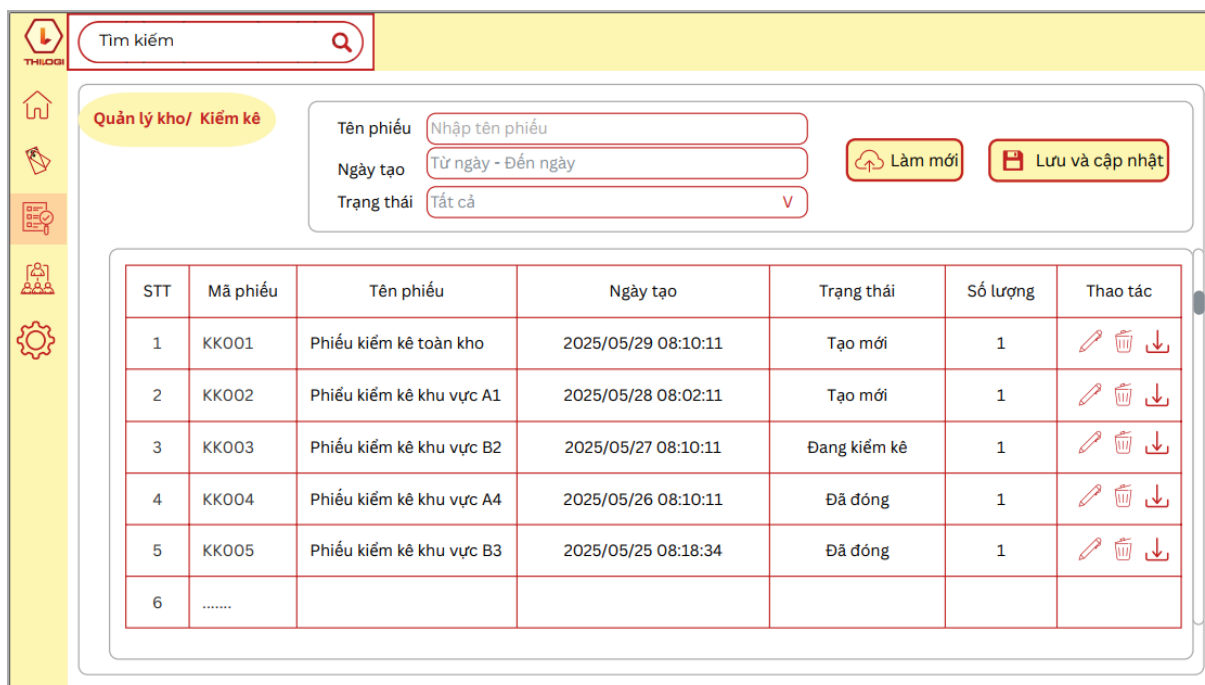 THILOGI
Tìm kiếm
Quản lý kho/ Kiểm kê
Tên phiếu Nhập tên phiếu
Ngày tạo Từ ngày - Đến ngày
Trạng thái Tất cả V
Làm mới
Lưu và cập nhật
STT Mã phiếu Tên phiếu Ngày tạo Trạng thái Số lượng Thao tác
1 KK001 Phiếu kiểm kê toàn kho 2025/05/29 08:10:11 Tạo mới 1
2 KK002 Phiếu kiểm kê khu vực A1 2025/05/28 08:02:11 Tạo mới 1
3 KK003 Phiếu kiểm kê khu vực B2 2025/05/27 08:10:11 Đang kiểm kê 1
4 KK004 Phiếu kiểm kê khu vực A4 2025/05/26 08:10:11 Đã đóng 1
5 KK005 Phiếu kiểm kê khu vực B3 2025/05/25 08:18:34 Đã đóng 1
6 .......